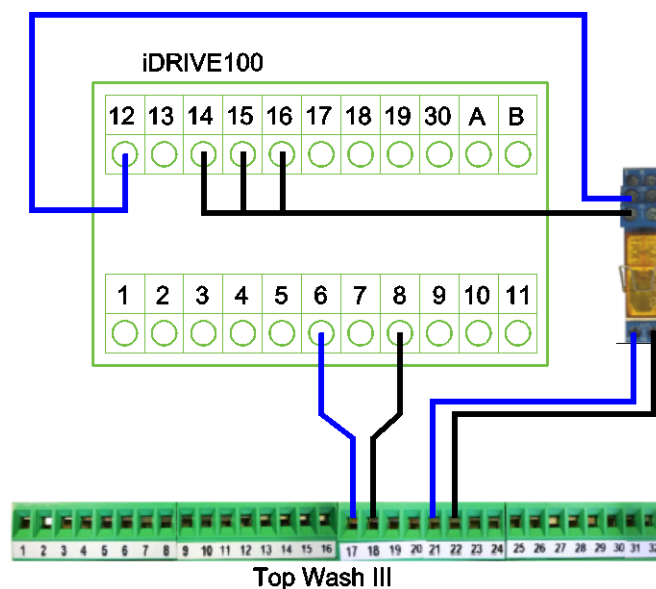 iDRIVE100
12 13 14 15 16 17 18 19 30 A B
1 2 3 4 5 6 7 8 9 10 11
1 2 3 4 5 6 7 8 9 10 11 12 13 14 15 16 17 18 19 20 21 22 23 24 25 26 27 28 29 30 31 32
Top Wash III